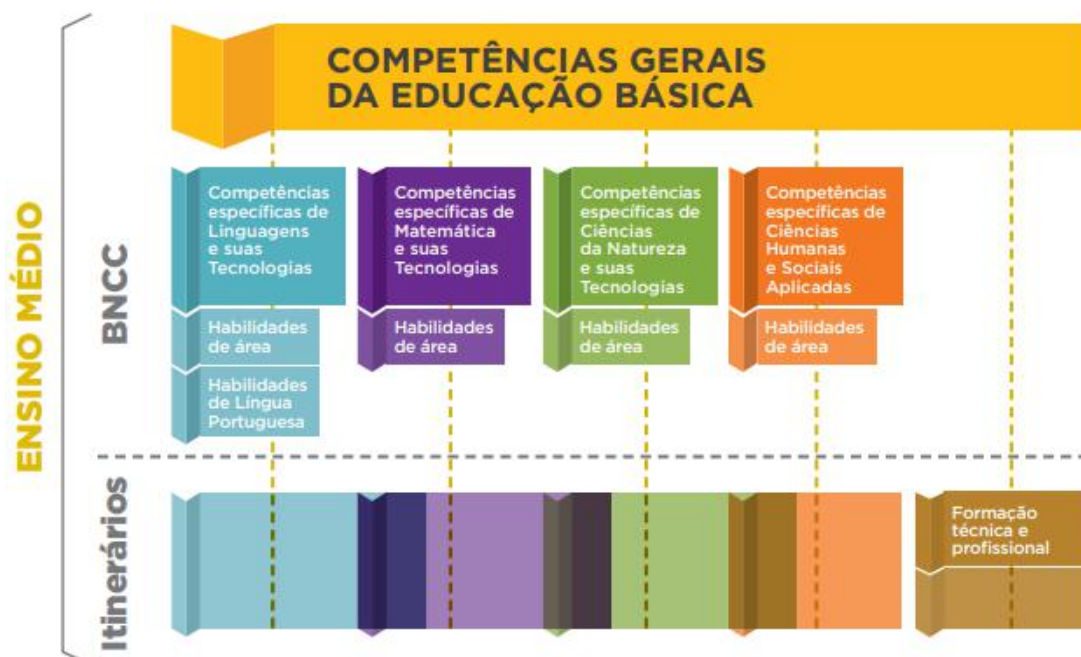 COMPETÊNCIAS GERAIS
DA EDUCAÇÃO BÁSICA
ENSINO MÉDIO
BNCC
Competências
específicas de
Linguagens
e suas
Tecnologias
Habilidades
de área
Habilidades
de Língua
Portuguesa
Competências
específicas de
Matemática
e suas
Tecnologias
Habilidades
de área
Competências
específicas de
Ciências
da Natureza
e suas
Tecnologias
Habilidades
de área
Competências
específicas de
Ciências
Humanas
e Sociais
Aplicadas
Habilidades
de área
Itinerários
Formação
técnica e
profissional